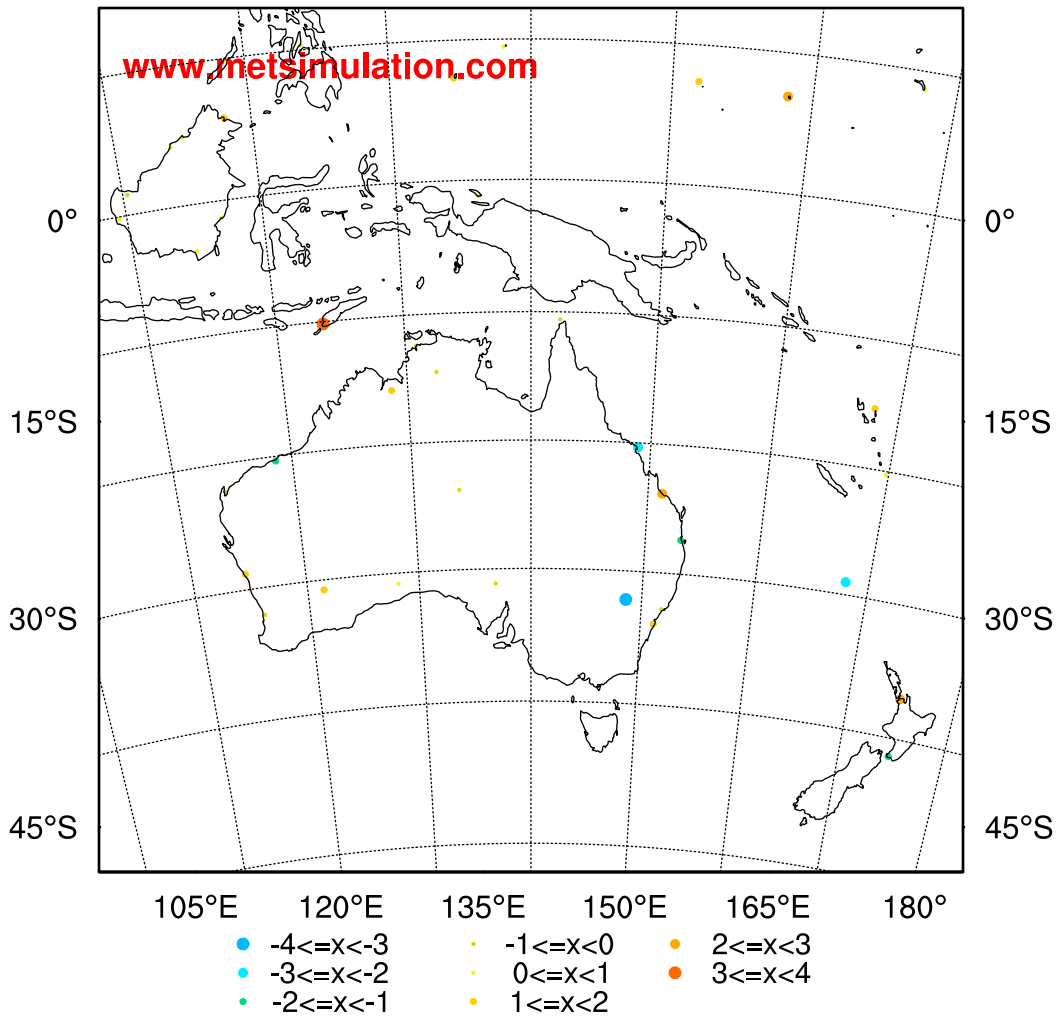 www.metsimulation.com
0° 0°
15°S 15°S
30°S 30°S
45°S 45°S
105°E 120°E 135°E 150°E 165°E 180°
-4<=x<-3 -1<=x<0 2<=x<3
-3<=x<-2 0<=x<1 3<=x<4
-2<=x<-1 1<=x<2